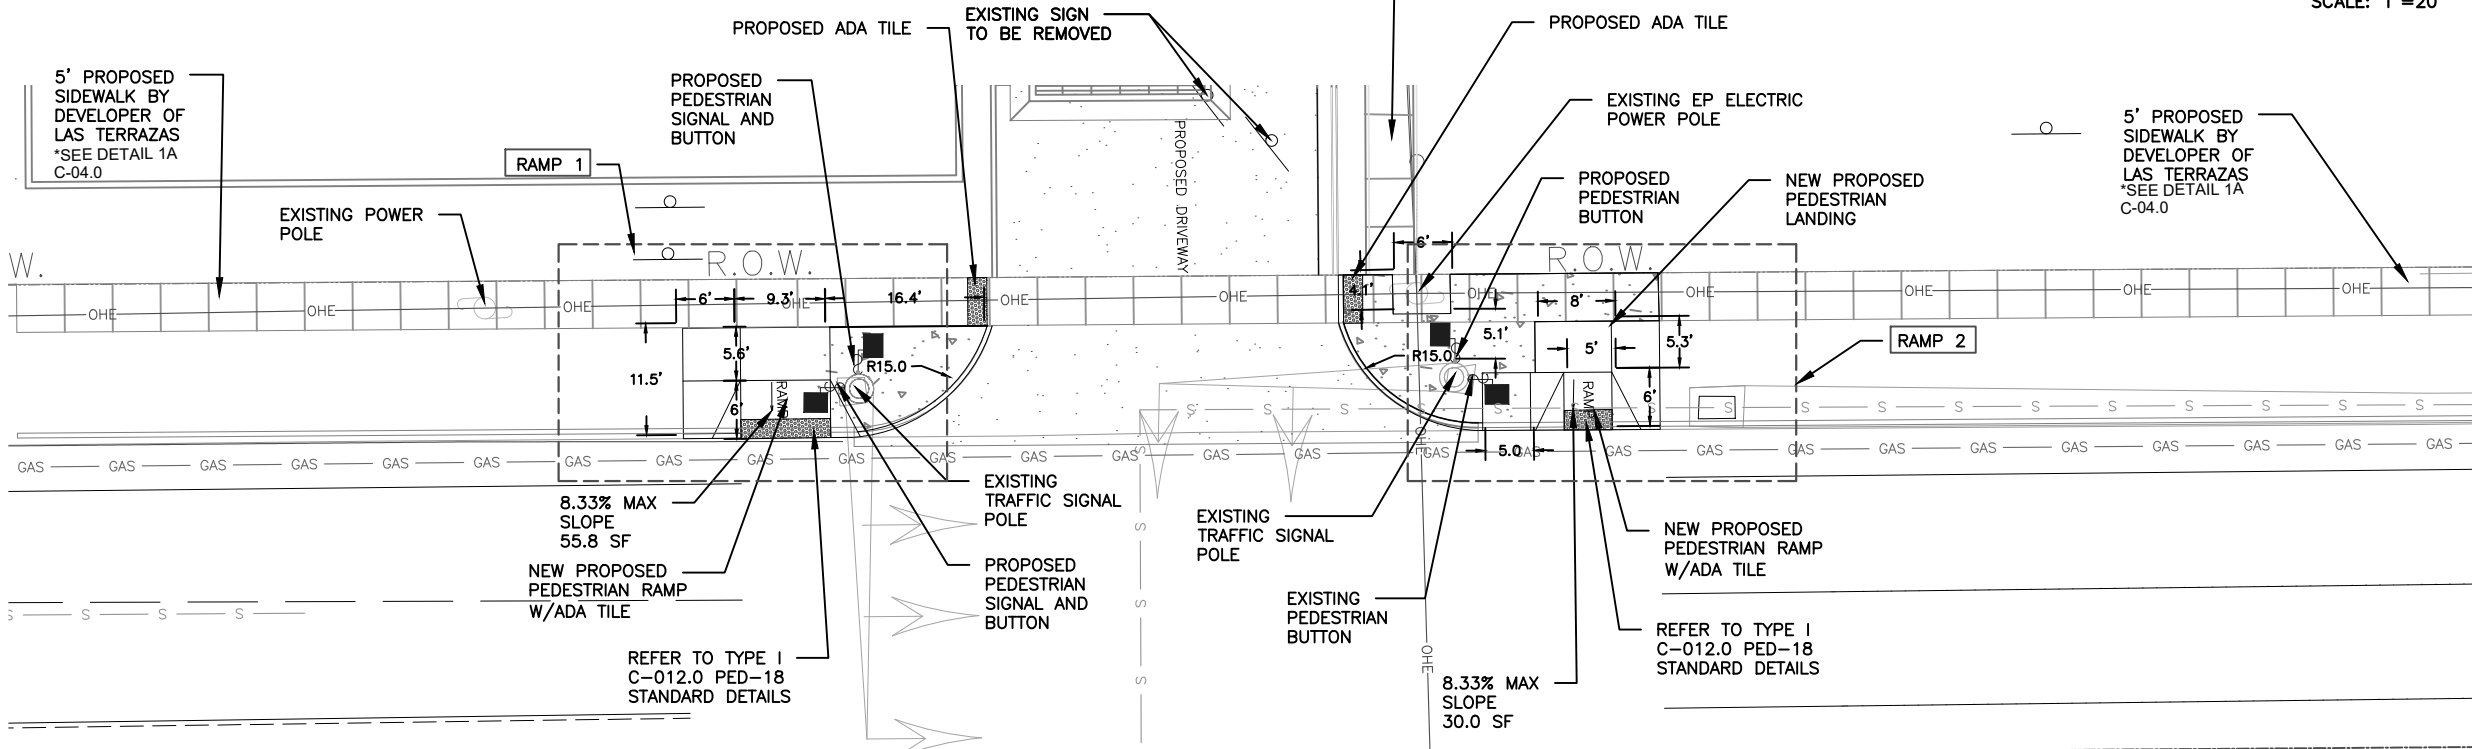 SCALE: 1"=20'
EXISTING SIGN
TO BE REMOVED
PROPOSED ADA TILE
PROPOSED ADA TILE
5' PROPOSED
SIDEWALK BY
DEVELOPER OF
LAS TERRAZAS
*SEE DETAIL 1A
C-04.0
PROPOSED
PEDESTRIAN
SIGNAL AND
BUTTON
RAMP 1
EXISTING POWER
POLE
PROPOSED DRIVEWAY
EXISTING EP ELECTRIC
POWER POLE
PROPOSED
PEDESTRIAN
BUTTON
NEW PROPOSED
PEDESTRIAN
LANDING
5' PROPOSED
SIDEWALK BY
DEVELOPER OF
LAS TERRAZAS
*SEE DETAIL 1A
C-04.0
W.
R.O.W.
R.O.W.
6'
6'
9.3'
16.4'
4.1'
8'
OHE
OHE
OHE
OHE
OHE
OHE
OHE
OHE
OHE
OHE
OHE
5.6'
11.5'
6'
R15.0
RAMP
R15.0
5.1'
5'
5.3'
6'
RAMP
RAMP 2
S S S S S S S S S S S S
OHE
5.0
GAS GAS GAS GAS GAS GAS GAS GAS GAS GAS GAS GAS GAS GAS GAS GAS GAS GAS GAS GAS GAS GAS GAS GAS GAS GAS GAS
8.33% MAX
SLOPE
55.8 SF
NEW PROPOSED
PEDESTRIAN RAMP
W/ADA TILE
REFER TO TYPE I
C-012.0 PED-18
STANDARD DETAILS
EXISTING
TRAFFIC SIGNAL
POLE
PROPOSED
PEDESTRIAN
SIGNAL AND
BUTTON
EXISTING
TRAFFIC SIGNAL
POLE
EXISTING
PEDESTRIAN
BUTTON
8.33% MAX
SLOPE
30.0 SF
NEW PROPOSED
PEDESTRIAN RAMP
W/ADA TILE
REFER TO TYPE I
C-012.0 PED-18
STANDARD DETAILS
S S S S
S
S
S
S
OHE